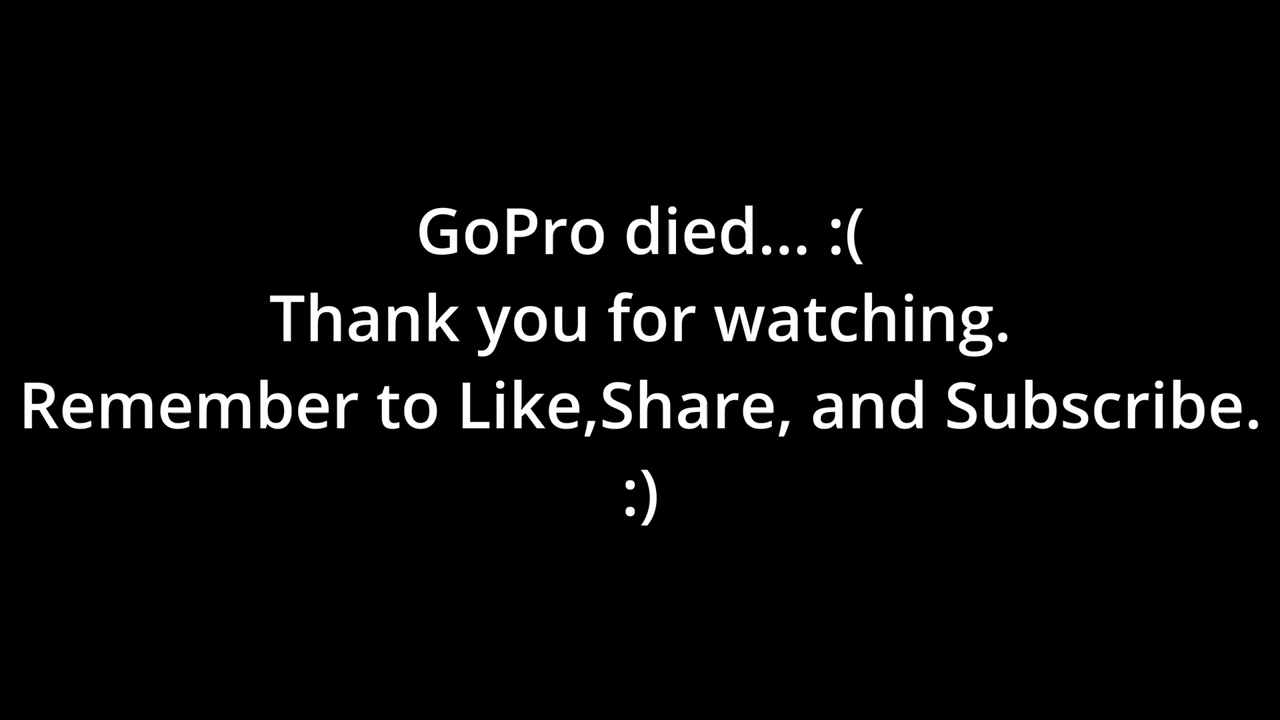 GoPro died... :(
Thank you for watching.
Remember to Like,Share, and Subscribe.
:)